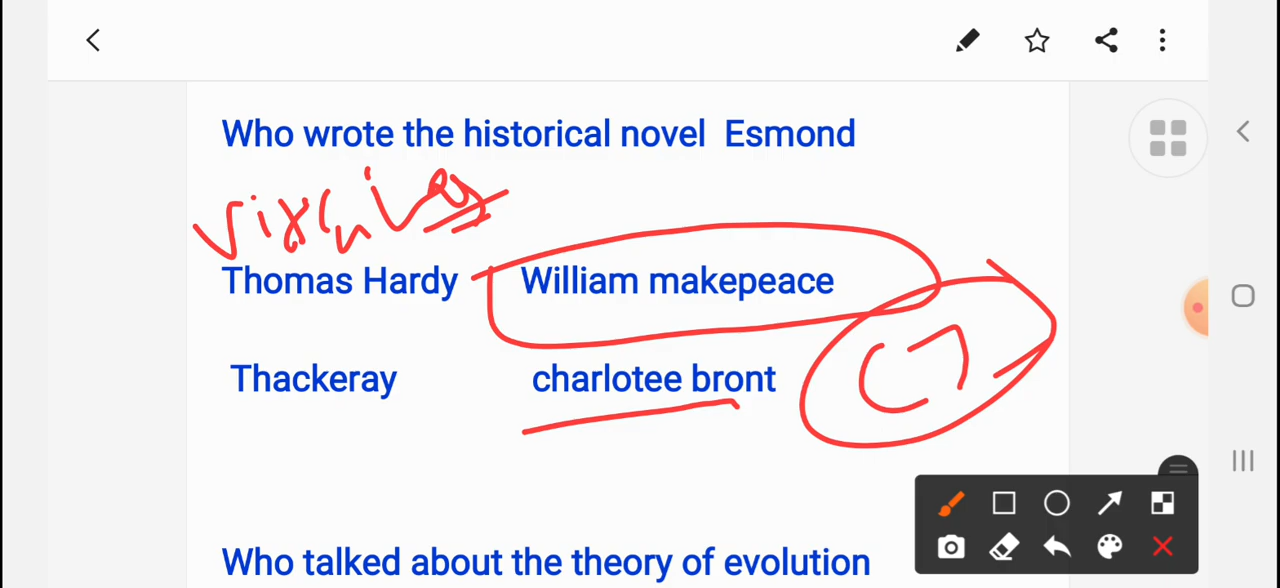 Who wrote the historical novel Esmond
Thomas Hardy William makepeace
Thackeray charlotee bront
Who talked about the theory of evolution